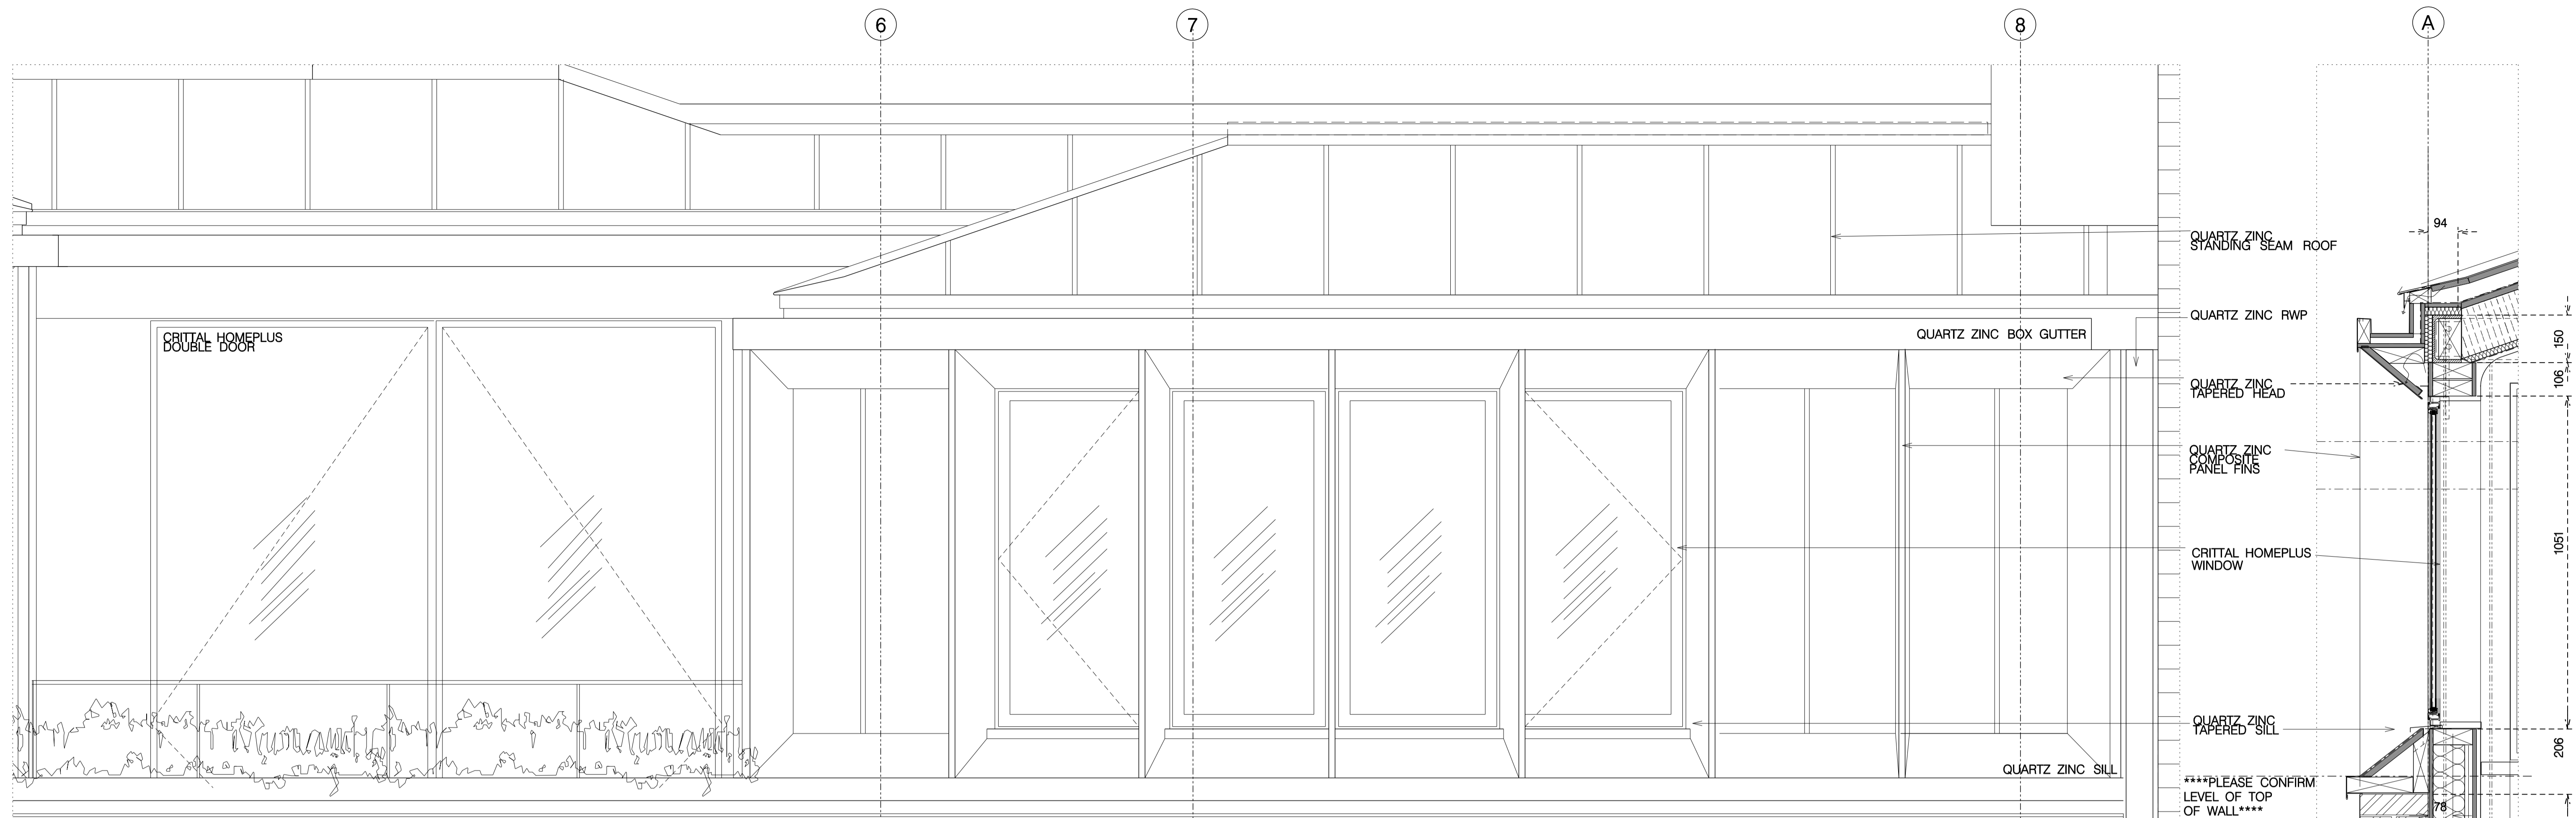 6
7
8
A
94
QUARTZ ZINC
STANDING SEAM ROOF
QUARTZ ZINC RWP
CRITTAL HOMEPLUS
DOUBLE DOOR
QUARTZ ZINC BOX GUTTER
150
QUARTZ ZINC
TAPERED HEAD
106
QUARTZ ZINC
COMPOSITE
PANEL FINS
CRITTAL HOMEPLUS
WINDOW
1051
QUARTZ ZINC
TAPERED SILL
206
QUARTZ ZINC SILL
****PLEASE CONFIRM
LEVEL OF TOP
OF WALL****
78